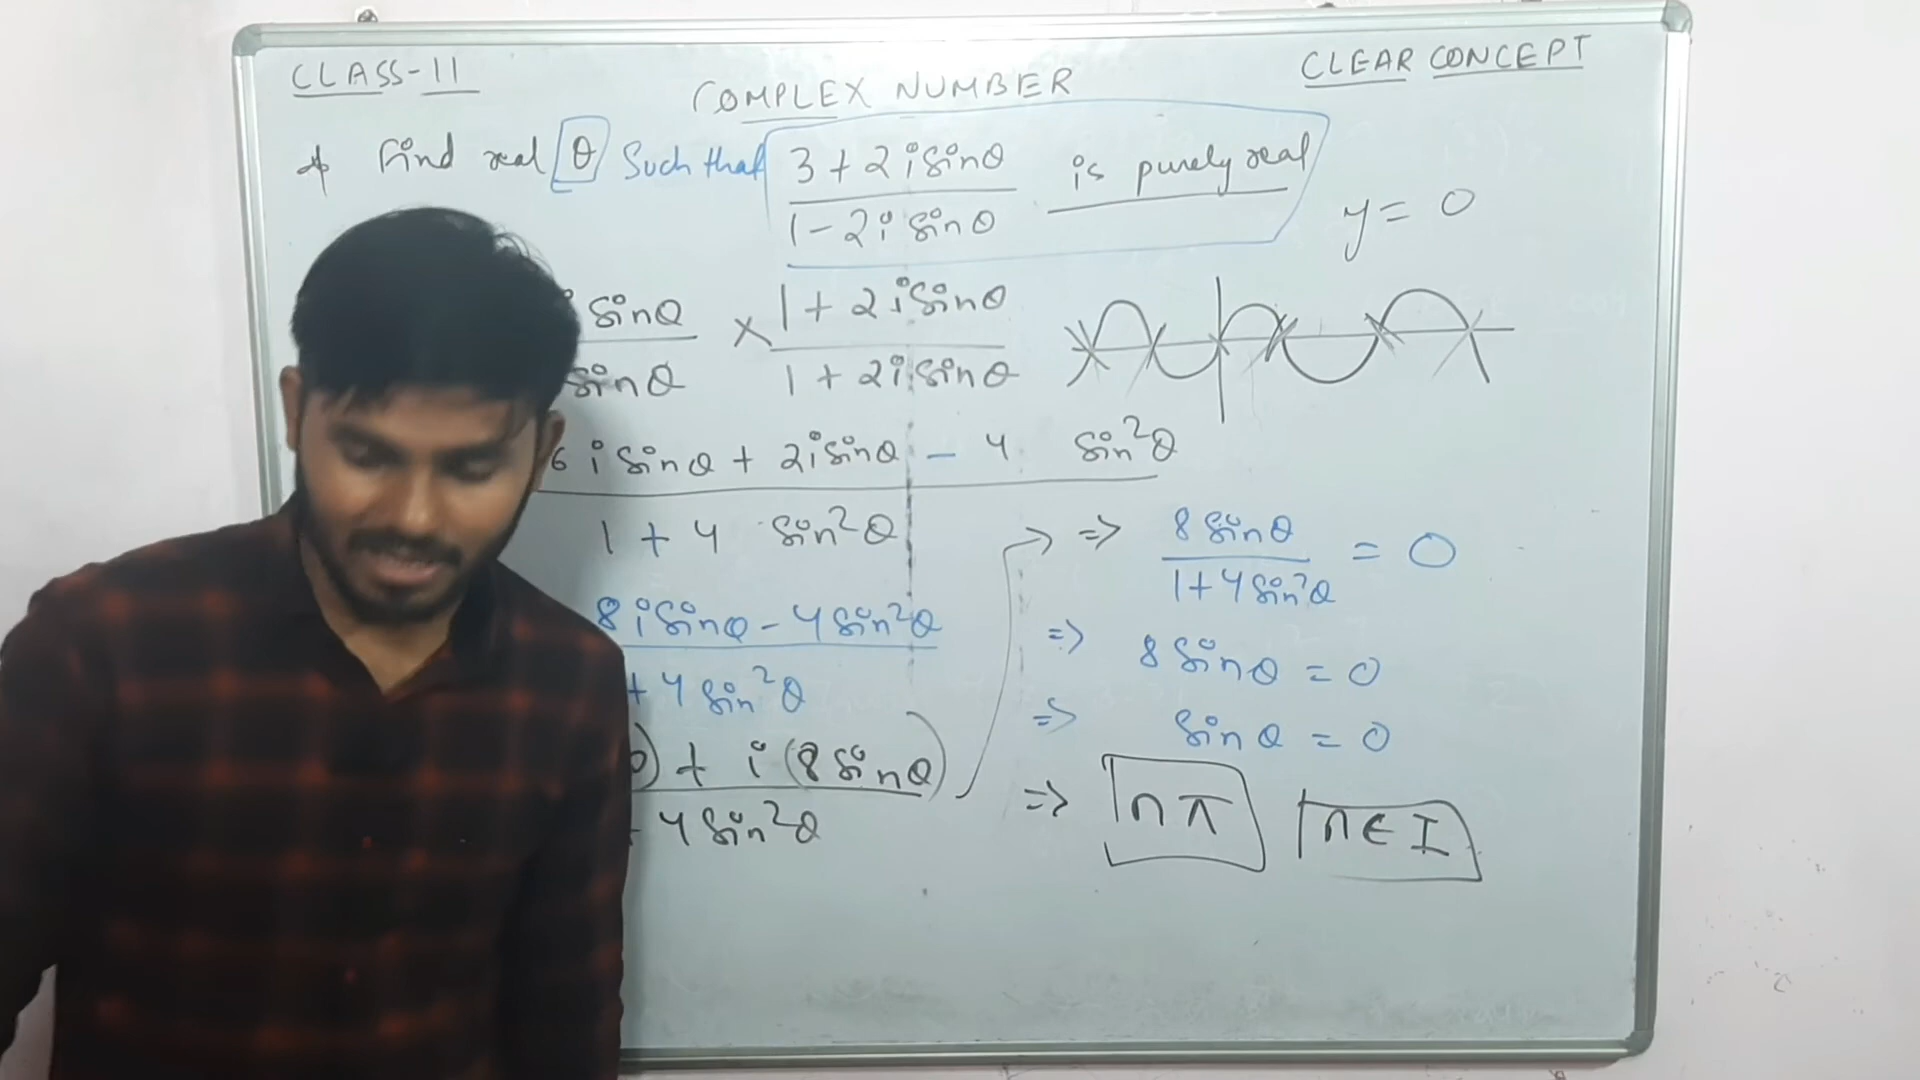 CLASS-11
COMPLEX NUMBER
CLEAR CONCEPT
Find real θ such that (3 + 2i sinθ)/(1 - 2i sinθ) is purely real
y = 0
sinθ × (1 + 2i sinθ)
sinθ (1 + 2i sinθ)
6i sinθ + 2i sinθ - 4 sin²θ
1 + 4 sin²θ
8i sinθ - 4 sin²θ
+ 4 sin²θ
) + i(8 sinθ)
4 sin²θ
=> 8 sinθ/(1 + 4 sin²θ) = 0
=> 8 sinθ = 0
=> sinθ = 0
=> nπ n∈I